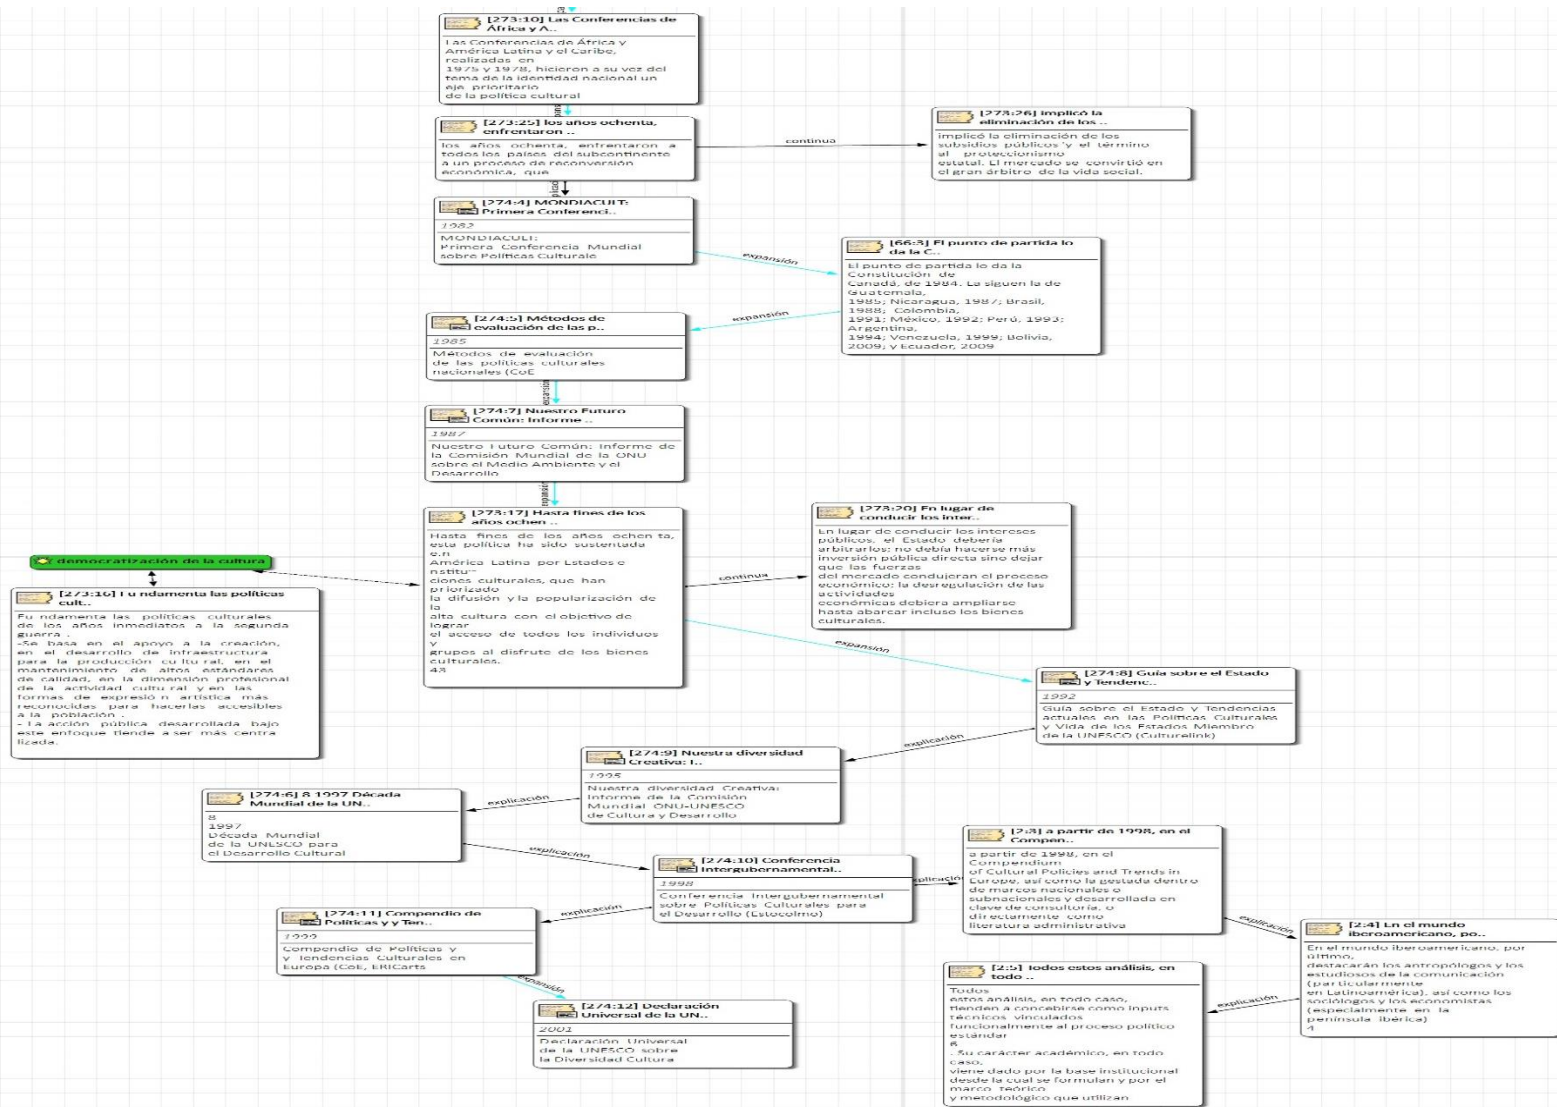 [273:10] Las Conferencias de
África y A..
Las Conferencias de África y
América Latina y el Caribe,
realizadas en
1975 y 1978, hicieron a su vez del
tema de la identidad nacional un
eje prioritario
de la política cultural
[273:25] los años ochenta,
enfrentaron ..
los años ochenta, enfrentaron a
todos los países del subcontinente
a un proceso de reconversión
económica, que
continua
[273:26] implicó la
eliminación de los ..
implicó la eliminación de los
subsidios públicos 'y el término
al proteccionismo
estatal. El mercado se convirtió en
el gran árbitro de la vida social.
[274:4] MONDIACULT:
Primera Conferenci..
1982
MONDIACULT:
Primera Conferencia Mundial
sobre Políticas Culturale
expansión
[66:3] El punto de partida lo
da la C..
El punto de partida lo da la
Constitución de
Canadá, de 1984. La siguen la de
Guatemala,
1985; Nicaragua, 1987; Brasil,
1988; Colombia,
1991; México, 1992; Perú, 1993;
Argentina,
1994; Venezuela, 1999; Bolivia,
2009; y Ecuador, 2009
expansión
[274:5] Métodos de
evaluación de las p..
1985
Métodos de evaluación
de las políticas culturales
nacionales (CoE
expansión
[274:7] Nuestro Futuro
Común: Informe ..
1987
Nuestro Futuro Común: Informe de
la Comisión Mundial de la ONU
sobre el Medio Ambiente y el
Desarrollo
expansión
[273:17] Hasta fines de los
años ochen ..
Hasta fines de los años ochen ta,
esta política ha sido sustentada
e.n
América Latina por Estados e
nstitu~
ciones culturales, que han
priorizado
la difusión y la popularización de
la
alta cultura con el objetivo de
lograr
el acceso de todos los individuos
y
grupos al disfrute de los bienes
culturales.
43
continua
[273:20] En lugar de
conducir los inter..
En lugar de conducir los intereses
públicos, el Estado debería
arbitrarlos; no debía hacerse más
inversión pública directa sino dejar
que las fuerzas
del mercado condujeran el proceso
económico; la desregulación de las
actividades
económicas debiera ampliarse
hasta abarcar incluso los bienes
culturales.
democratización de la cultura
[273:16] Fu ndamenta las políticas
cult..
Fu ndamenta las políticas culturales
de los años inmediatos a la segunda
guerra .
-Se basa en el apoyo a la creación,
en el desarrollo de infraestructura
para la producción cu ltu ral, en el
mantenimiento de altos estándares
de calidad, en la dimensión profesional
de la actividad cultu ral y en las
formas de expresió n artística más
reconocidas para hacerlas accesibles
a la población .
- La acción pública desarrollada bajo
este enfoque tiende a ser más centra
lizada.
expansión
[274:8] Guía sobre el Estado
y Tendenc..
1992
Guía sobre el Estado y Tendencias
actuales en las Políticas Culturales
y Vida de los Estados Miembro
de la UNESCO (Culturelink)
explicación
[274:9] Nuestra diversidad
Creativa: I..
1995
Nuestra diversidad Creativa:
Informe de la Comisión
Mundial ONU-UNESCO
de Cultura y Desarrollo
explicación
[274:6] 8 1997 Década
Mundial de la UN..
8
1997
Década Mundial
de la UNESCO para
el Desarrollo Cultural
explicación
[274:10] Conferencia
Intergubernamental..
1998
Conferencia Intergubernamental
sobre Políticas Culturales para
el Desarrollo (Estocolmo)
explicación
[2:3] a partir de 1998, en el
Compen..
a partir de 1998, en el
Compendium
of Cultural Policies and Trends in
Europe, así como la gestada dentro
de marcos nacionales o
subnacionales y desarrollada en
clave de consultoría, o
directamente como
literatura administrativa
explicación
[274:11] Compendio de
Políticas y y Ten..
1999
Compendio de Políticas y
y Tendencias Culturales en
Europa (CoE, ERICarts
explicación
[2:4] En el mundo
iberoamericano, po..
En el mundo iberoamericano, por
último,
destacarán los antropólogos y los
estudiosos de la comunicación
(particularmente
en Latinoamérica), así como los
sociólogos y los economistas
(especialmente en la
península ibérica)
4
explicación
[2:5] Todos estos análisis, en
todo ..
Todos
estos análisis, en todo caso,
tienden a concebirse como inputs
técnicos vinculados
funcionalmente al proceso político
estándar
6
. Su carácter académico, en todo
caso,
viene dado por la base institucional
desde la cual se formulan y por el
marco teórico
y metodológico que utilizan
expansión
[274:12] Declaración
Universal de la UN..
2001
Declaración Universal
de la UNESCO sobre
la Diversidad Cultura